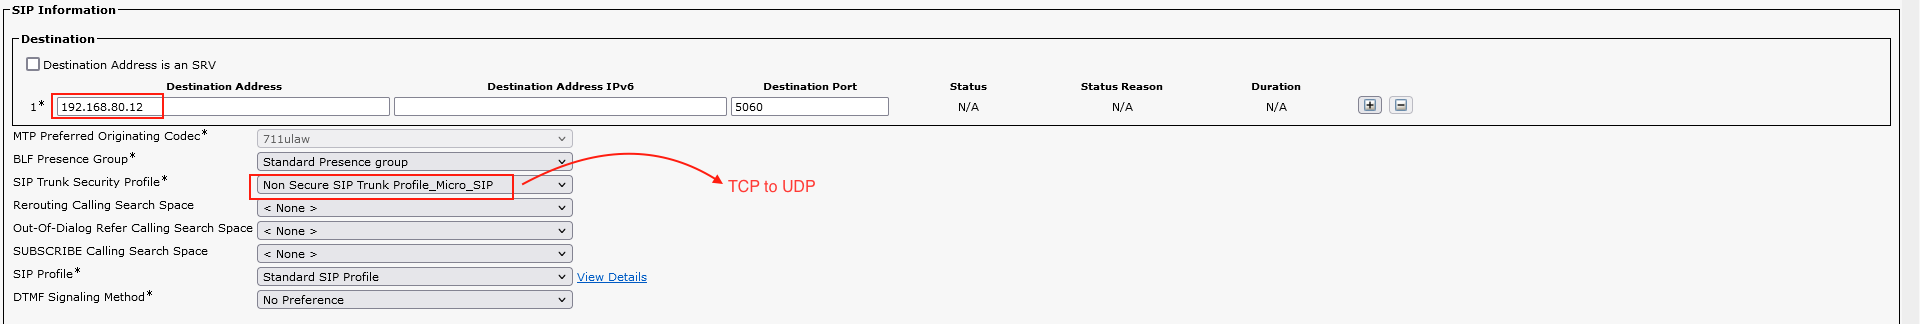 SIP Information
Destination
Destination Address is an SRV
Destination Address Destination Address IPv6 Destination Port Status Status Reason Duration
1* 192.168.80.12 5060 N/A N/A N/A
MTP Preferred Originating Codec* 711ulaw
BLF Presence Group* Standard Presence group
SIP Trunk Security Profile* Non Secure SIP Trunk Profile_Micro_SIP TCP to UDP
Rerouting Calling Search Space < None >
Out-Of-Dialog Refer Calling Search Space < None >
SUBSCRIBE Calling Search Space < None >
SIP Profile* Standard SIP Profile View Details
DTMF Signaling Method* No Preference